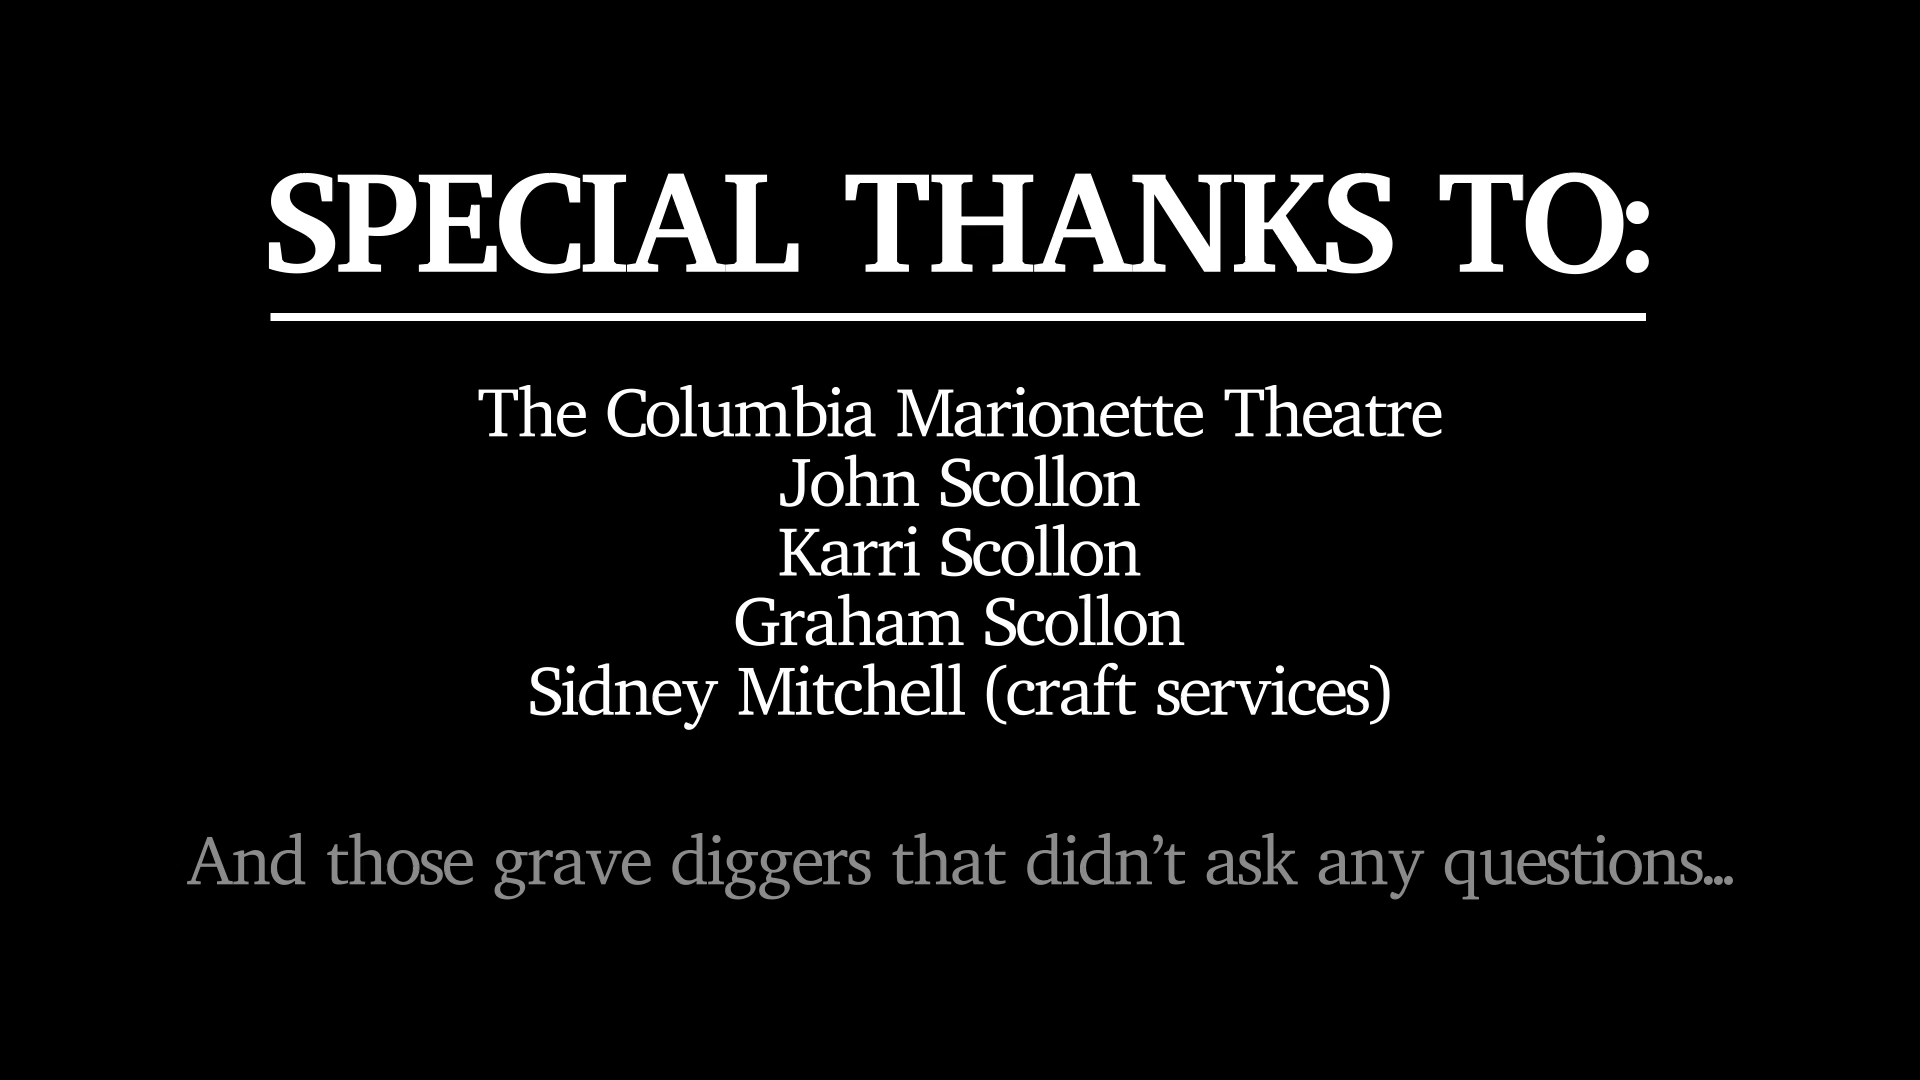 SPECIAL THANKS TO:
The Columbia Marionette Theatre
John Scollon
Karri Scollon
Graham Scollon
Sidney Mitchell (craft services)
And those grave diggers that didn’t ask any questions...